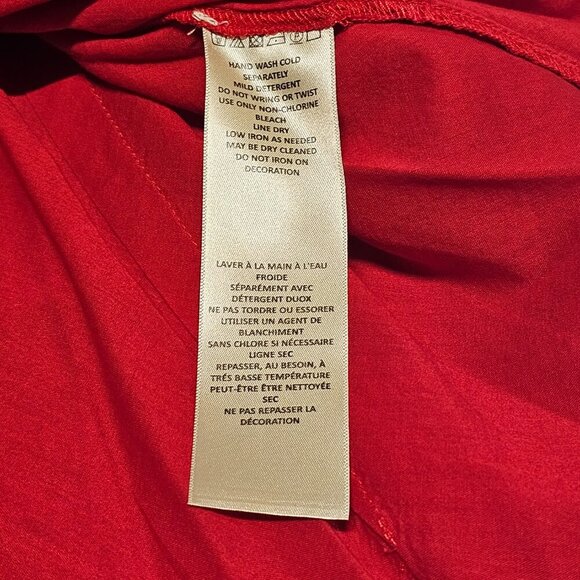 HAND WASH COLD
SEPARATELY
MILD DETERGENT
DO NOT WRING OR TWIST
USE ONLY NON-CHLORINE
BLEACH
LINE DRY
LOW IRON AS NEEDED
MAY BE DRY CLEANED
DO NOT IRON ON
DECORATION
LAVER À LA MAIN À L'EAU
FROIDE
SÉPARÉMENT AVEC
DÉTERGENT DUOX
NE PAS TORDRE OU ESSORER
UTILISER UN AGENT DE
BLANCHIMENT
SANS CHLORE SI NÉCESSAIRE
LIGNE SEC
REPASSER, AU BESOIN, À
TRÉS BASSE TEMPÉRATURE
PEUT-ÊTRE ÊTRE NETTOYÉE
SEC
NE PAS REPASSER LA
DÉCORATION